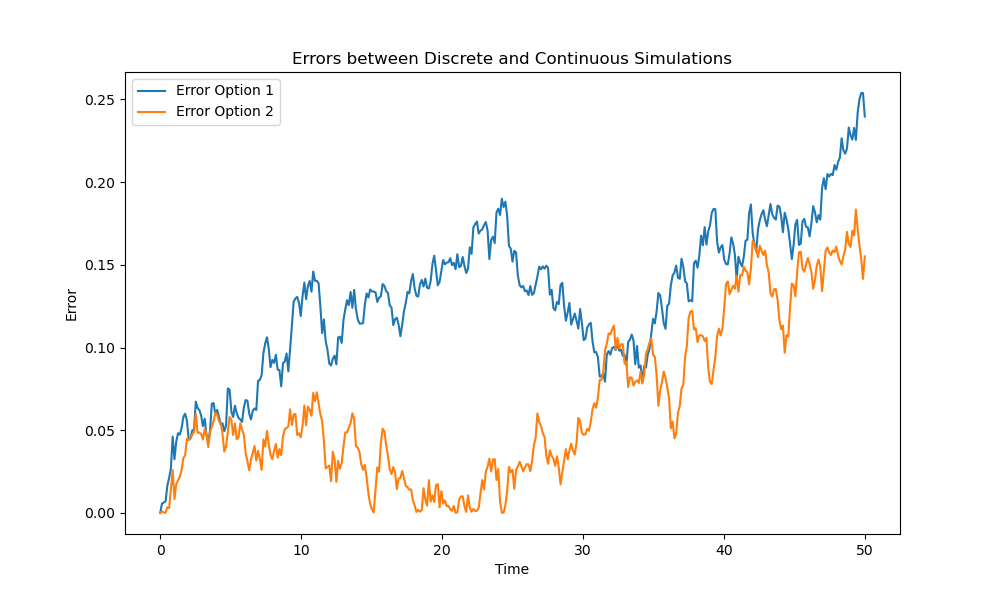 Errors between Discrete and Continuous Simulations
Error Option 1
Error Option 2
0.25
0.20
0.15
0.10
0.05
0.00
Error
0
10
20
30
40
50
Time